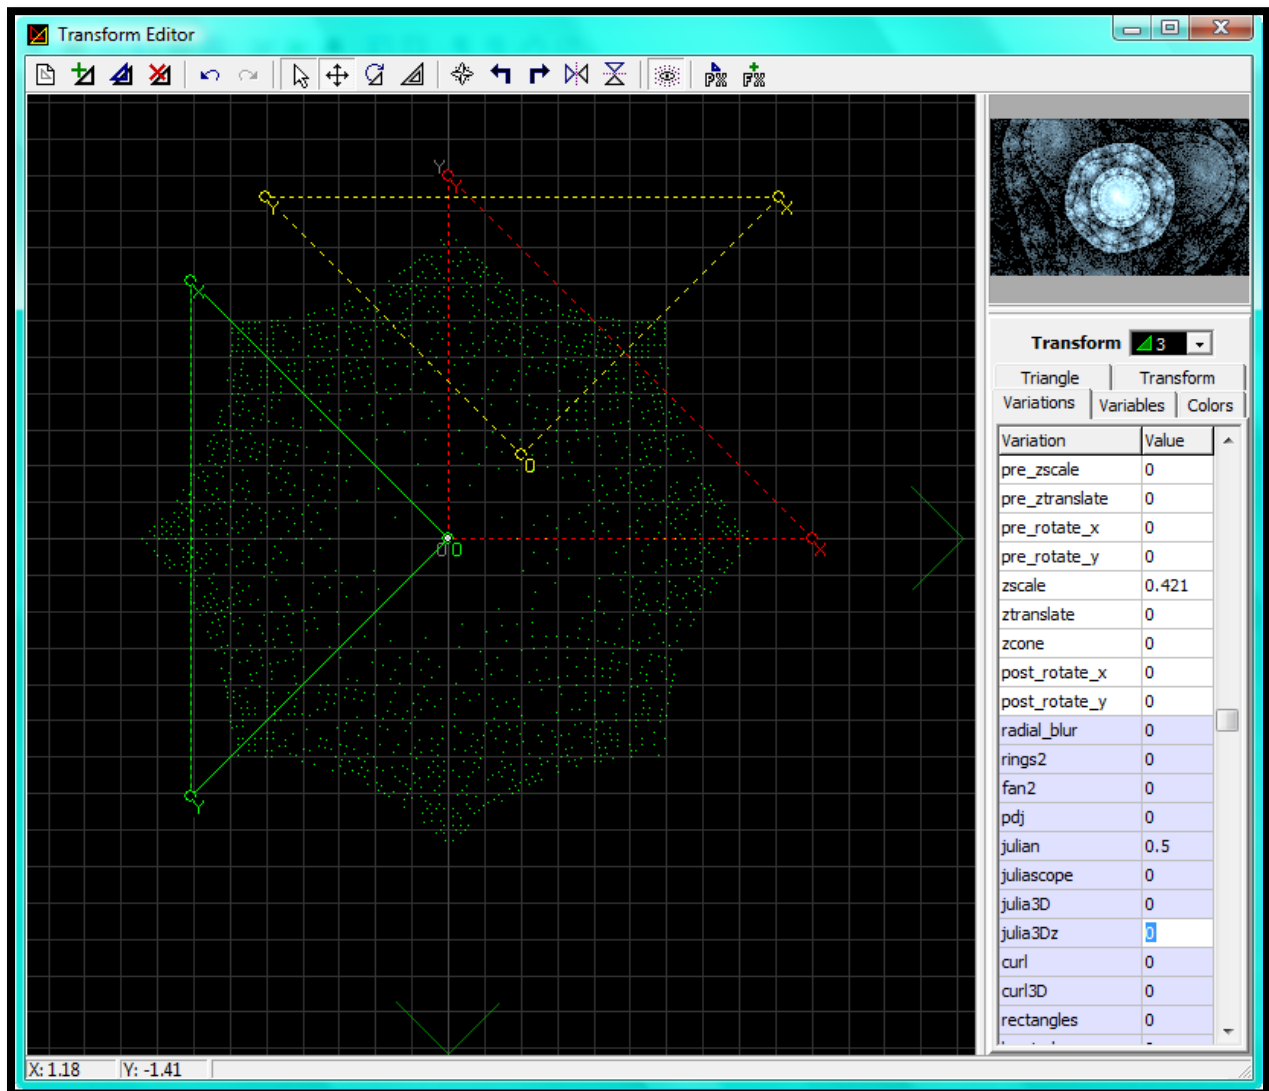 Transform Editor
Y
Y
Y
X
X
O
O O
X
Y
Transform 3
Triangle Transform
Variations Variables Colors
Variation Value
pre_zscale 0
pre_ztranslate 0
pre_rotate_x 0
pre_rotate_y 0
zscale 0.421
ztranslate 0
zcone 0
post_rotate_x 0
post_rotate_y 0
radial_blur 0
rings2 0
fan2 0
pdj 0
julian 0.5
juliascope 0
julia3D 0
julia3Dz 0
curl 0
curl3D 0
rectangles 0
X: 1.18 Y: -1.41